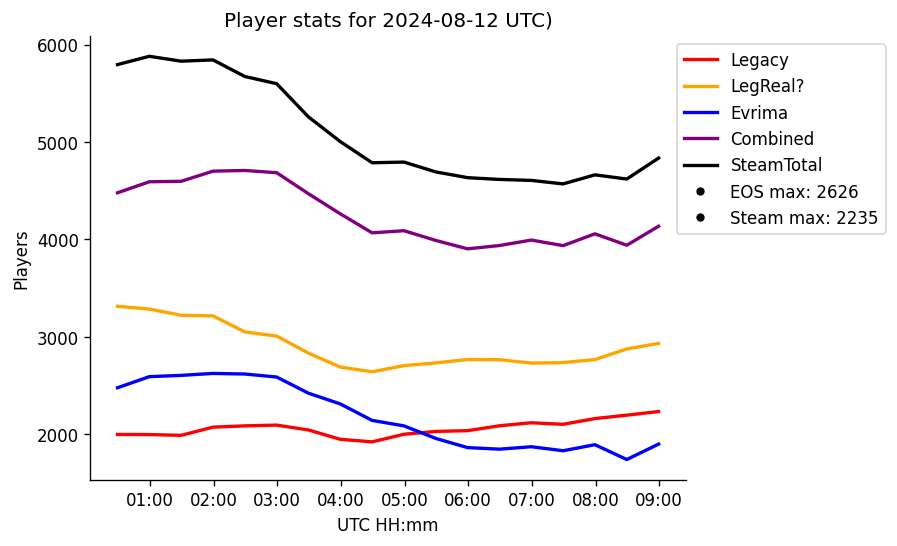 Player stats for 2024-08-12 UTC)
6000
5000
4000
3000
2000
Players
01:00 02:00 03:00 04:00 05:00 06:00 07:00 08:00 09:00
UTC HH:mm
Legacy
LegReal?
Evrima
Combined
SteamTotal
EOS max: 2626
Steam max: 2235